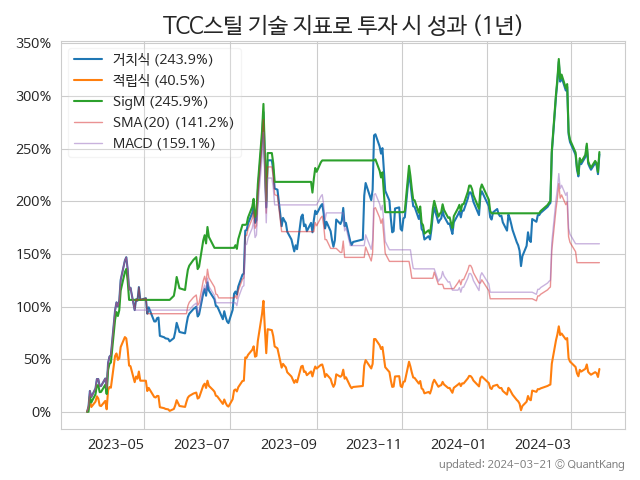 TCC스틸 기술 지표로 투자 시 성과 (1년)
350%
300%
250%
200%
150%
100%
50%
0%
거치식 (243.9%)
적립식 (40.5%)
SigM (245.9%)
SMA(20) (141.2%)
MACD (159.1%)
2023-05 2023-07 2023-09 2023-11 2024-01 2024-03
updated: 2024-03-21 © QuantKang